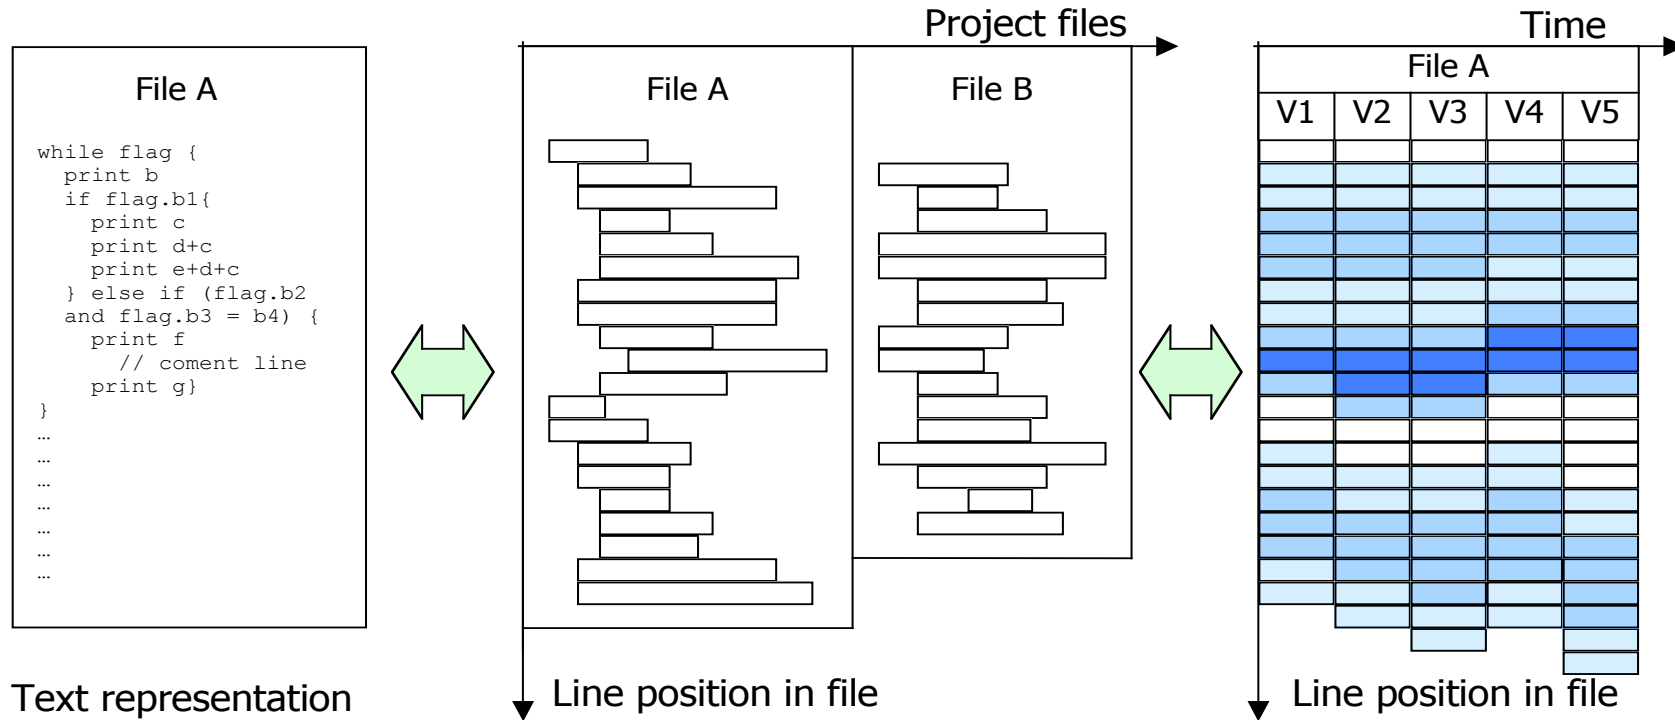 Project files
Time
File A
while flag {
print b
if flag.b1{
print c
print d+c
print e+d+c
} else if (flag.b2
and flag.b3 = b4) {
print f
// coment line
print g}
}
…
…
…
…
…
…
…
Text representation
File A
File B
Line position in file
File A
V1 V2 V3 V4 V5
Line position in file